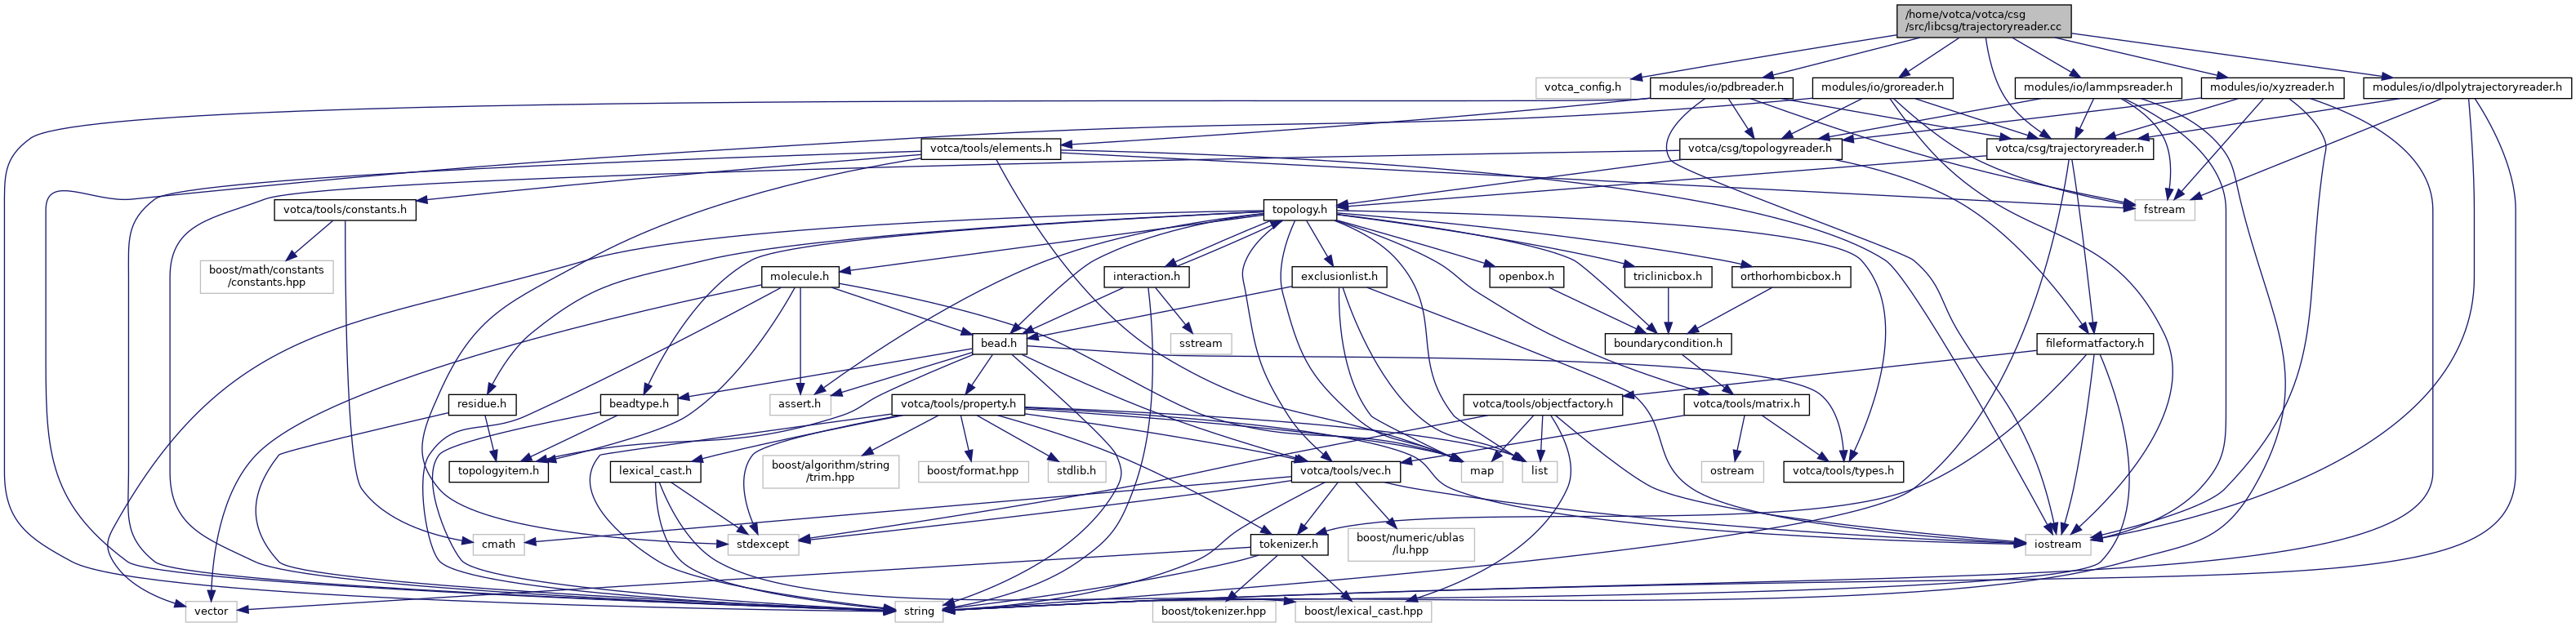 /home/votca/votca/csg
/src/libcsg/trajectoryreader.cc
votca_config.h
modules/io/pdbreader.h
modules/io/groreader.h
modules/io/lammpsreader.h
modules/io/xyzreader.h
modules/io/dlpolytrajectoryreader.h
votca/tools/elements.h
votca/csg/topologyreader.h
votca/csg/trajectoryreader.h
votca/tools/constants.h
topology.h
fstream
boost/math/constants
/constants.hpp
molecule.h
interaction.h
exclusionlist.h
openbox.h
triclinicbox.h
orthorhombicbox.h
bead.h
sstream
boundarycondition.h
fileformatfactory.h
residue.h
beadtype.h
assert.h
votca/tools/property.h
votca/tools/objectfactory.h
votca/tools/matrix.h
topologyitem.h
lexical_cast.h
boost/algorithm/string
/trim.hpp
boost/format.hpp
stdlib.h
votca/tools/vec.h
map
list
ostream
votca/tools/types.h
cmath
stdexcept
tokenizer.h
boost/numeric/ublas
/lu.hpp
iostream
vector
string
boost/tokenizer.hpp
boost/lexical_cast.hpp